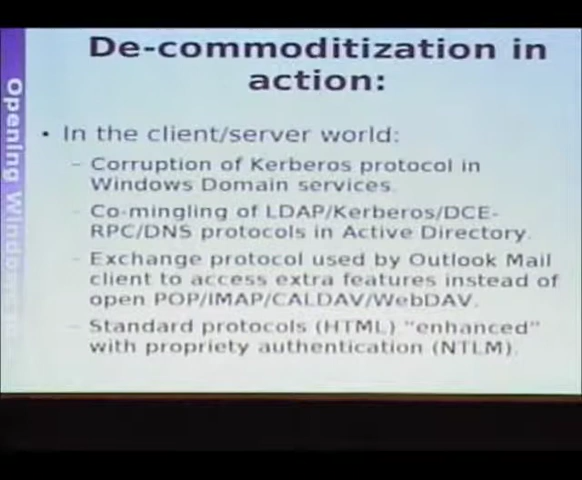 De-commoditization in
action:
• In the client/server world:
– Corruption of Kerberos protocol in
Windows Domain services.
– Co-mingling of LDAP/Kerberos/DCE-
RPC/DNS protocols in Active Directory.
– Exchange protocol used by Outlook Mail
client to access extra features instead of
open POP/IMAP/CALDAV/WebDAV.
– Standard protocols (HTML) "enhanced"
with propriety authentication (NTLM).
Opening Windows